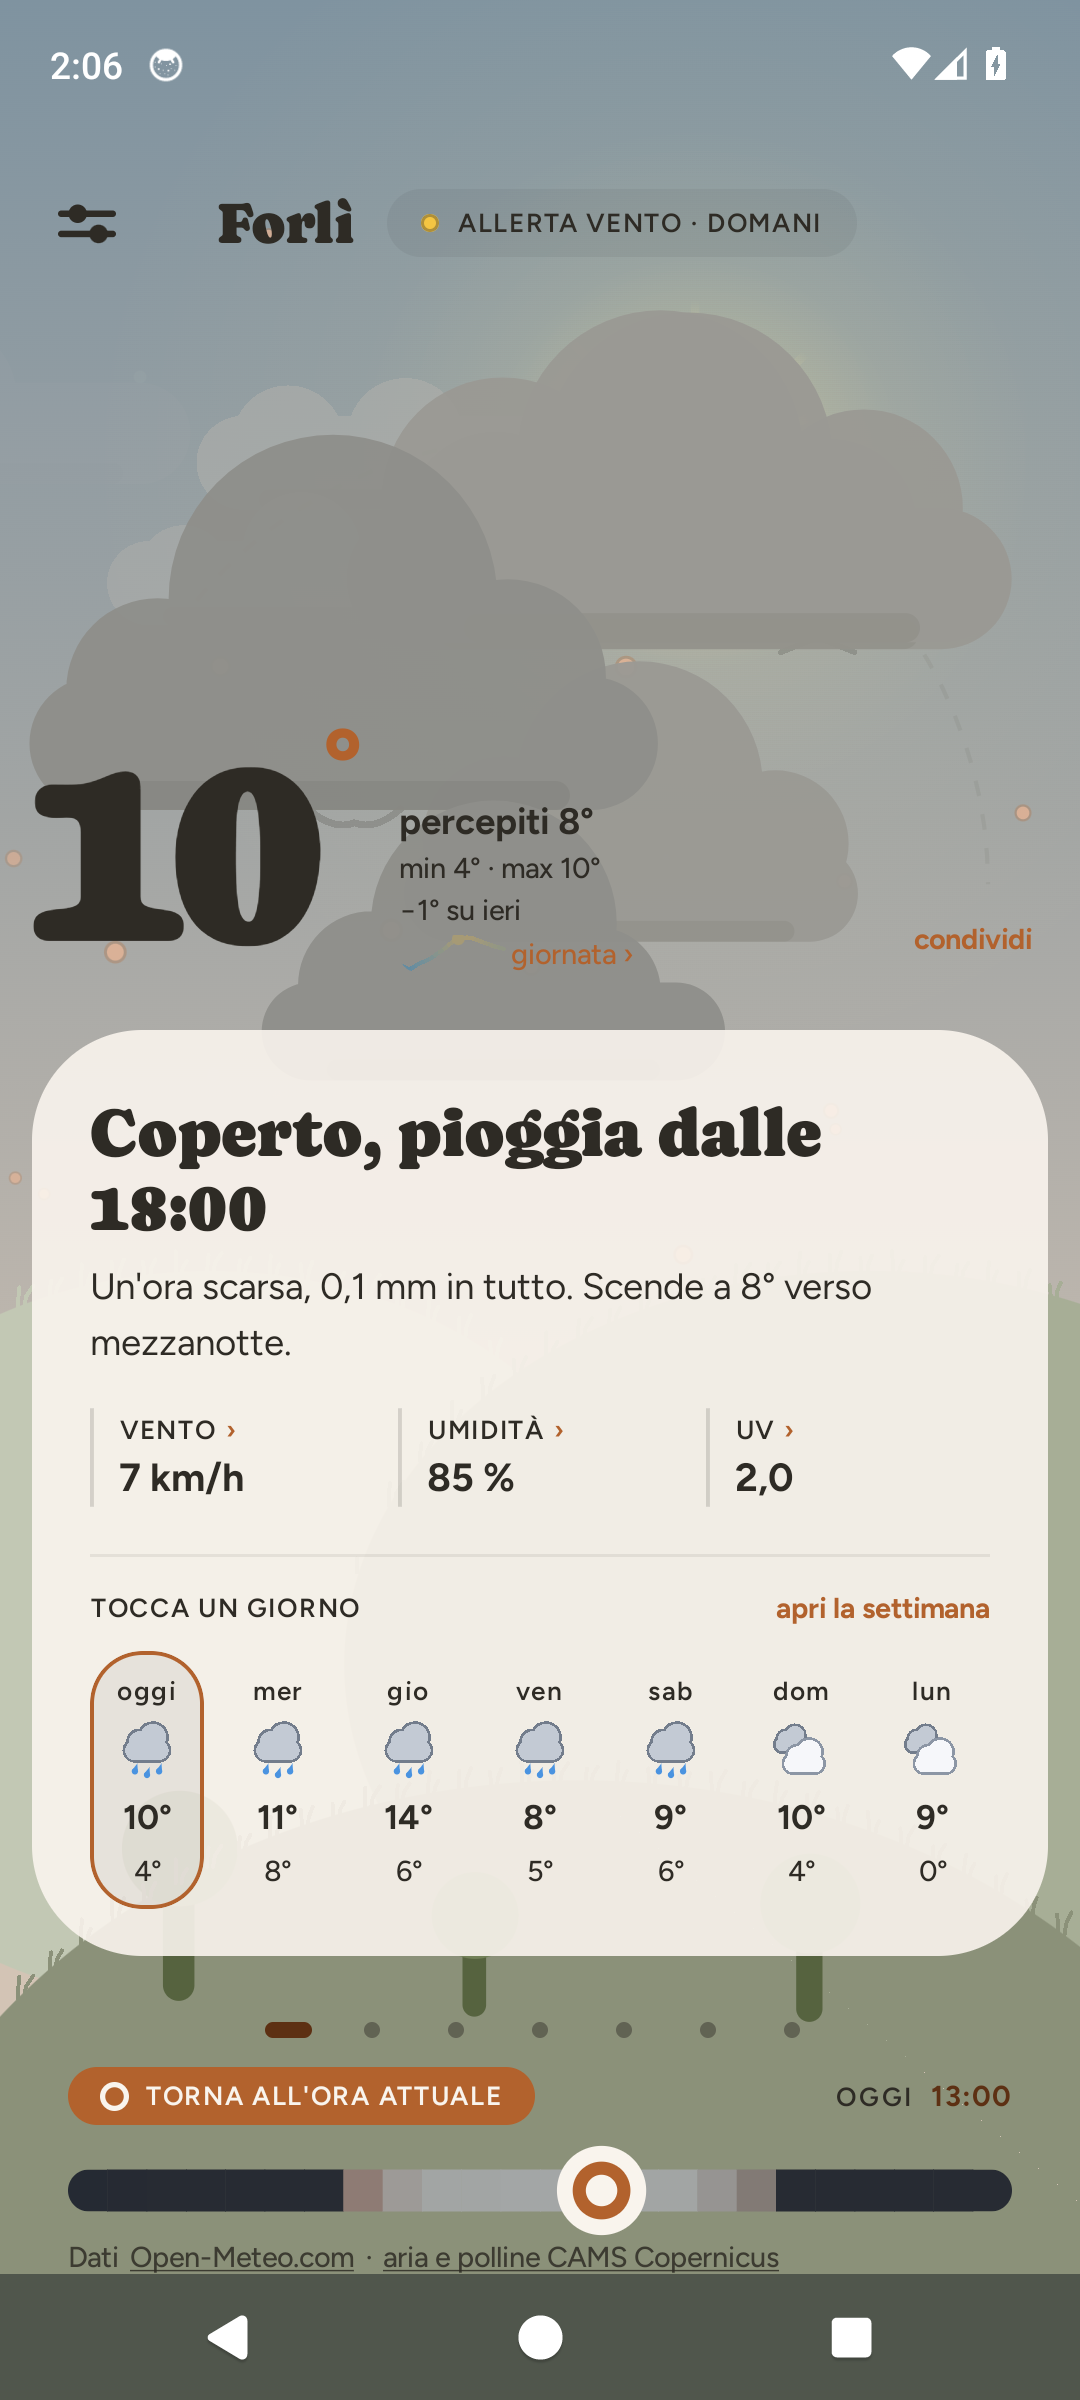 2:06
Forlì
ALLERTA VENTO · DOMANI
10°
percepiti 8°
min 4° · max 10°
−1° su ieri
giornata ›
condividi
Coperto, pioggia dalle
18:00
Un'ora scarsa, 0,1 mm in tutto. Scende a 8° verso
mezzanotte.
VENTO › UMIDITÀ › UV ›
7 km/h 85 % 2,0
TOCCA UN GIORNO apri la settimana
oggi mer gio ven sab dom lun
10° 11° 14° 8° 9° 10° 9°
4° 8° 6° 5° 6° 4° 0°
TORNA ALL'ORA ATTUALE OGGI 13:00
Dati Open-Meteo.com · aria e polline CAMS Copernicus